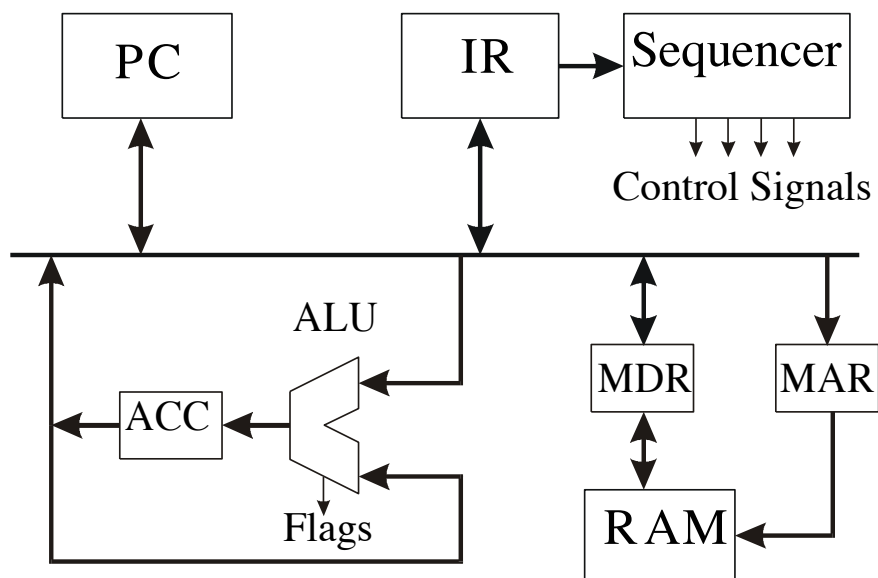 PC
IR
Sequencer
Control Signals
ALU
MDR
MAR
ACC
Flags
RAM